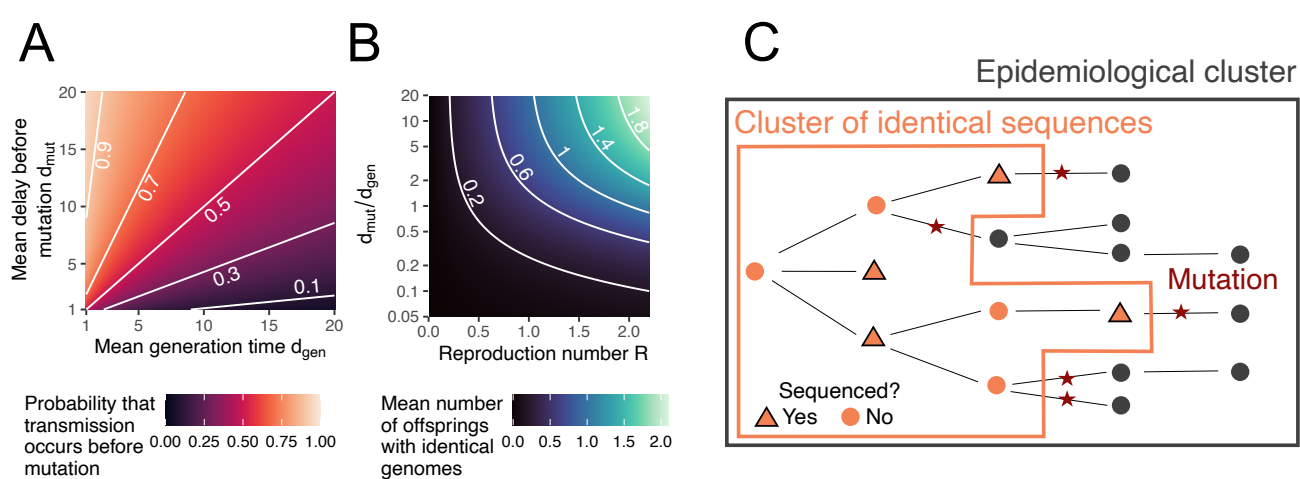 A
B
C
Epidemiological cluster
Cluster of identical sequences
Mutation
Sequenced?
Yes
No
Mean delay before
mutation dmut
20
15
10
5
1
0.9
0.7
0.5
0.3
0.1
1
5
10
15
20
Mean generation time dgen
Probability that
transmission
occurs before
mutation
0.00 0.25 0.50 0.75 1.00
dmut/dgen
20
10
5
2
1
0.5
0.2
0.1
0.05
0.2
0.6
1
1.4
1.8
0.0 0.5 1.0 1.5 2.0
Reproduction number R
Mean number
of offsprings
with identical
genomes
0.0 0.5 1.0 1.5 2.0